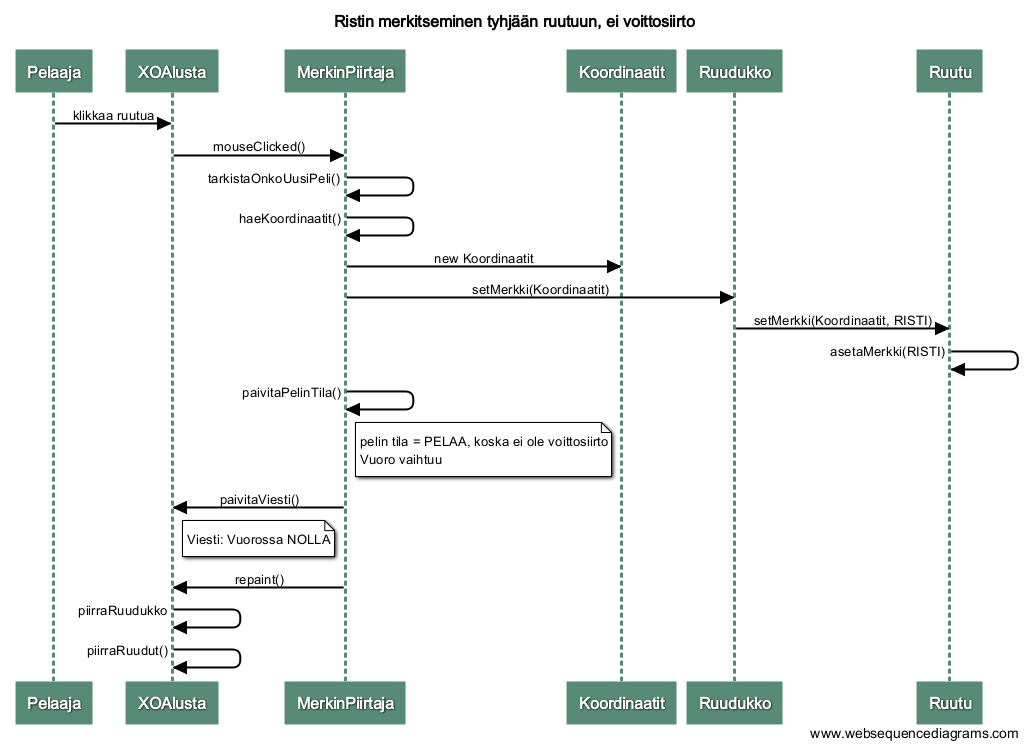 Ristin merkitseminen tyhjään ruutuun, ei voittosiirto
Pelaaja
XOAlusta
MerkinPiirtaja
Koordinaatit
Ruudukko
Ruutu
klikkaa ruutua
mouseClicked()
tarkistaOnkoUusiPeli()
haeKoordinaatit()
new Koordinaatit
setMerkki(Koordinaatit)
setMerkki(Koordinaatit, RISTI)
asetaMerkki(RISTI)
paivitaPelinTila()
pelin tila = PELAA, koska ei ole voittosiirto
Vuoro vaihtuu
paivitaViesti()
Viesti: Vuorossa NOLLA
repaint()
piirraRuudukko
piirraRuudut()
Pelaaja
XOAlusta
MerkinPiirtaja
Koordinaatit
Ruudukko
Ruutu
www.websequencediagrams.com